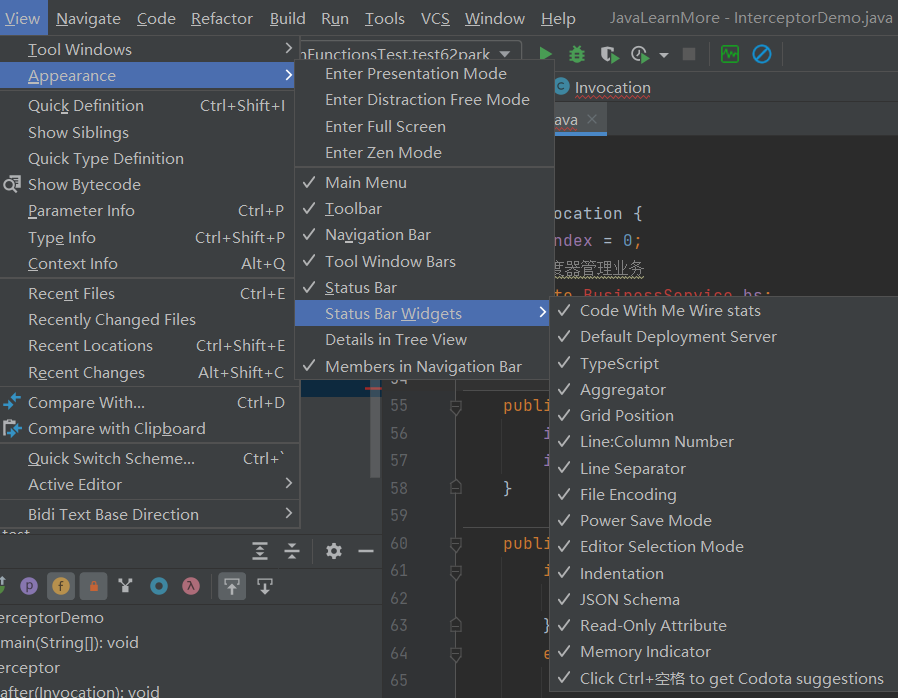 View Navigate Code Refactor Build Run Tools VCS Window Help JavaLearnMore - InterceptorDemo.java
Tool Windows
Appearance
Quick Definition Ctrl+Shift+I
Show Siblings
Quick Type Definition
Show Bytecode
Parameter Info Ctrl+P
Type Info Ctrl+Shift+P
Context Info Alt+Q
Recent Files Ctrl+E
Recently Changed Files
Recent Locations Ctrl+Shift+E
Recent Changes Alt+Shift+C
Compare With... Ctrl+D
Compare with Clipboard
Quick Switch Scheme... Ctrl+`
Active Editor
Bidi Text Base Direction
nFunctionsTest.test62park
Enter Presentation Mode
Enter Distraction Free Mode
Enter Full Screen
Enter Zen Mode
Main Menu
Toolbar
Navigation Bar
Tool Window Bars
Status Bar
Status Bar Widgets
Details in Tree View
Members in Navigation Bar
Invocation
ava
ocation {
ndex = 0;
器管理业务
BusinessService bs;
Code With Me Wire stats
Default Deployment Server
TypeScript
Aggregator
Grid Position
Line:Column Number
Line Separator
File Encoding
Power Save Mode
Editor Selection Mode
Indentation
JSON Schema
Read-Only Attribute
Memory Indicator
Click Ctrl+空格 to get Codota suggestions
54
55 publi
56 i
57 i
58 }
59
60 publi
61 i
62
63 }
64 e
65
erceptorDemo
main(String[]): void
erceptor
after(Invocation): void